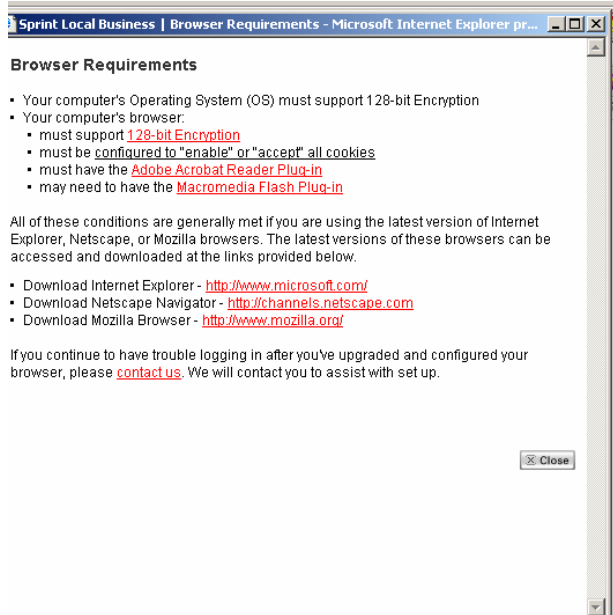 Sprint Local Business | Browser Requirements - Microsoft Internet Explorer pr...
Browser Requirements
▪ Your computer's Operating System (OS) must support 128-bit Encryption
▪ Your computer's browser:
▪ must support 128-bit Encryption
▪ must be configured to "enable" or "accept" all cookies
▪ must have the Adobe Acrobat Reader Plug-in
▪ may need to have the Macromedia Flash Plug-in
All of these conditions are generally met if you are using the latest version of Internet
Explorer, Netscape, or Mozilla browsers. The latest versions of these browsers can be
accessed and downloaded at the links provided below.
▪ Download Internet Explorer - http://www.microsoft.com/
▪ Download Netscape Navigator - http://channels.netscape.com
▪ Download Mozilla Browser - http://www.mozilla.org/
If you continue to have trouble logging in after you've upgraded and configured your
browser, please contact us. We will contact you to assist with set up.
Close